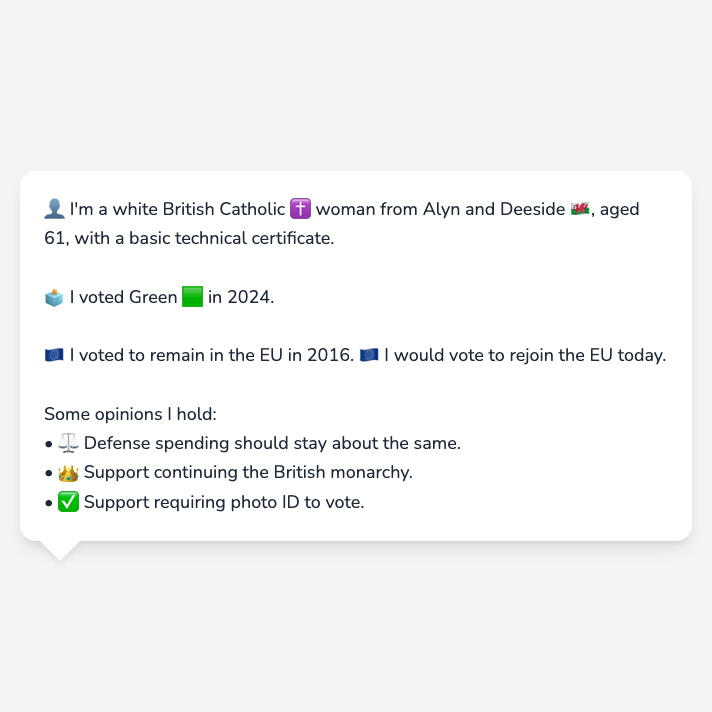 👤 I'm a white British Catholic ✝️ woman from Alyn and Deeside 🏴󠁧󠁢󠁷󠁬󠁳󠁿, aged
61, with a basic technical certificate.
🗳️ I voted Green 🟩 in 2024.
🇪🇺 I voted to remain in the EU in 2016. 🇪🇺 I would vote to rejoin the EU today.
Some opinions I hold:
• ⚖️ Defense spending should stay about the same.
• 👑 Support continuing the British monarchy.
• ✅ Support requiring photo ID to vote.